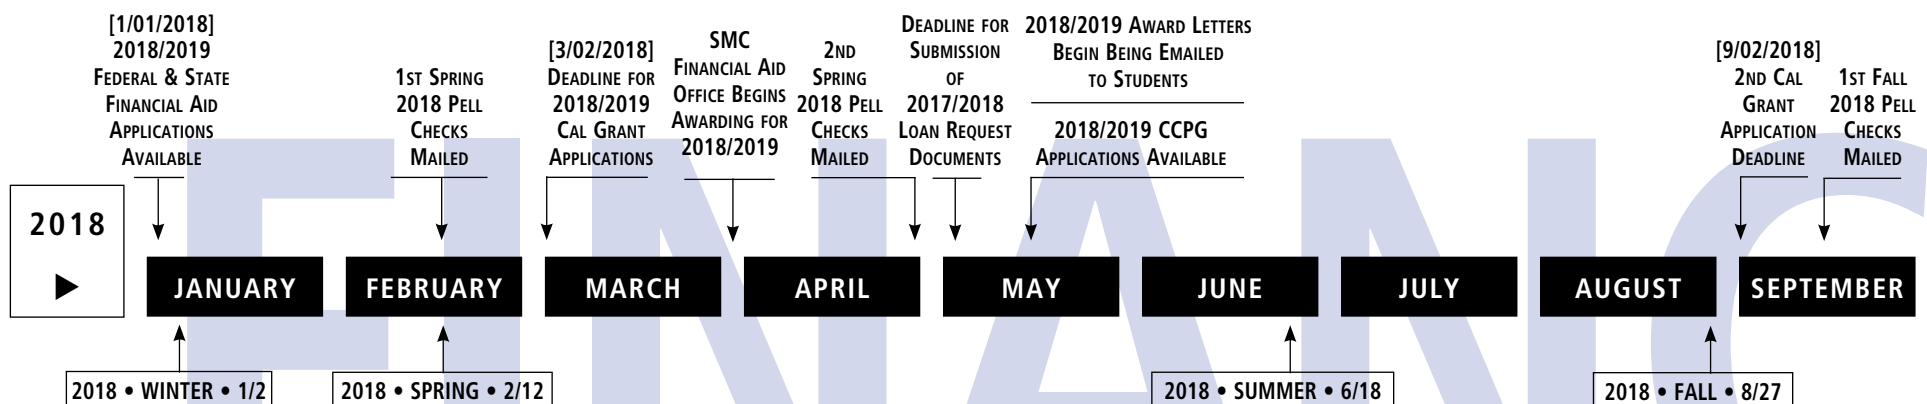 [1/01/2018]
2018/2019
Federal & State
Financial Aid
Applications
Available
1st Spring
2018 Pell
Checks
Mailed
[3/02/2018]
Deadline for
2018/2019
Cal Grant
Applications
SMC
Financial Aid
Office Begins
Awarding for
2018/2019
2nd
Spring
2018 Pell
Checks
Mailed
Deadline for
Submission
of
2017/2018
Loan Request
Documents
2018/2019 Award Letters
Begin Being Emailed
to Students
2018/2019 CCPG
Applications Available
[9/02/2018]
2nd Cal
Grant
Application
Deadline
1st Fall
2018 Pell
Checks
Mailed
2018
JANUARY
FEBRUARY
MARCH
APRIL
MAY
JUNE
JULY
AUGUST
SEPTEMBER
2018 • WINTER • 1/2
2018 • SPRING • 2/12
2018 • SUMMER • 6/18
2018 • FALL • 8/27
FINANC